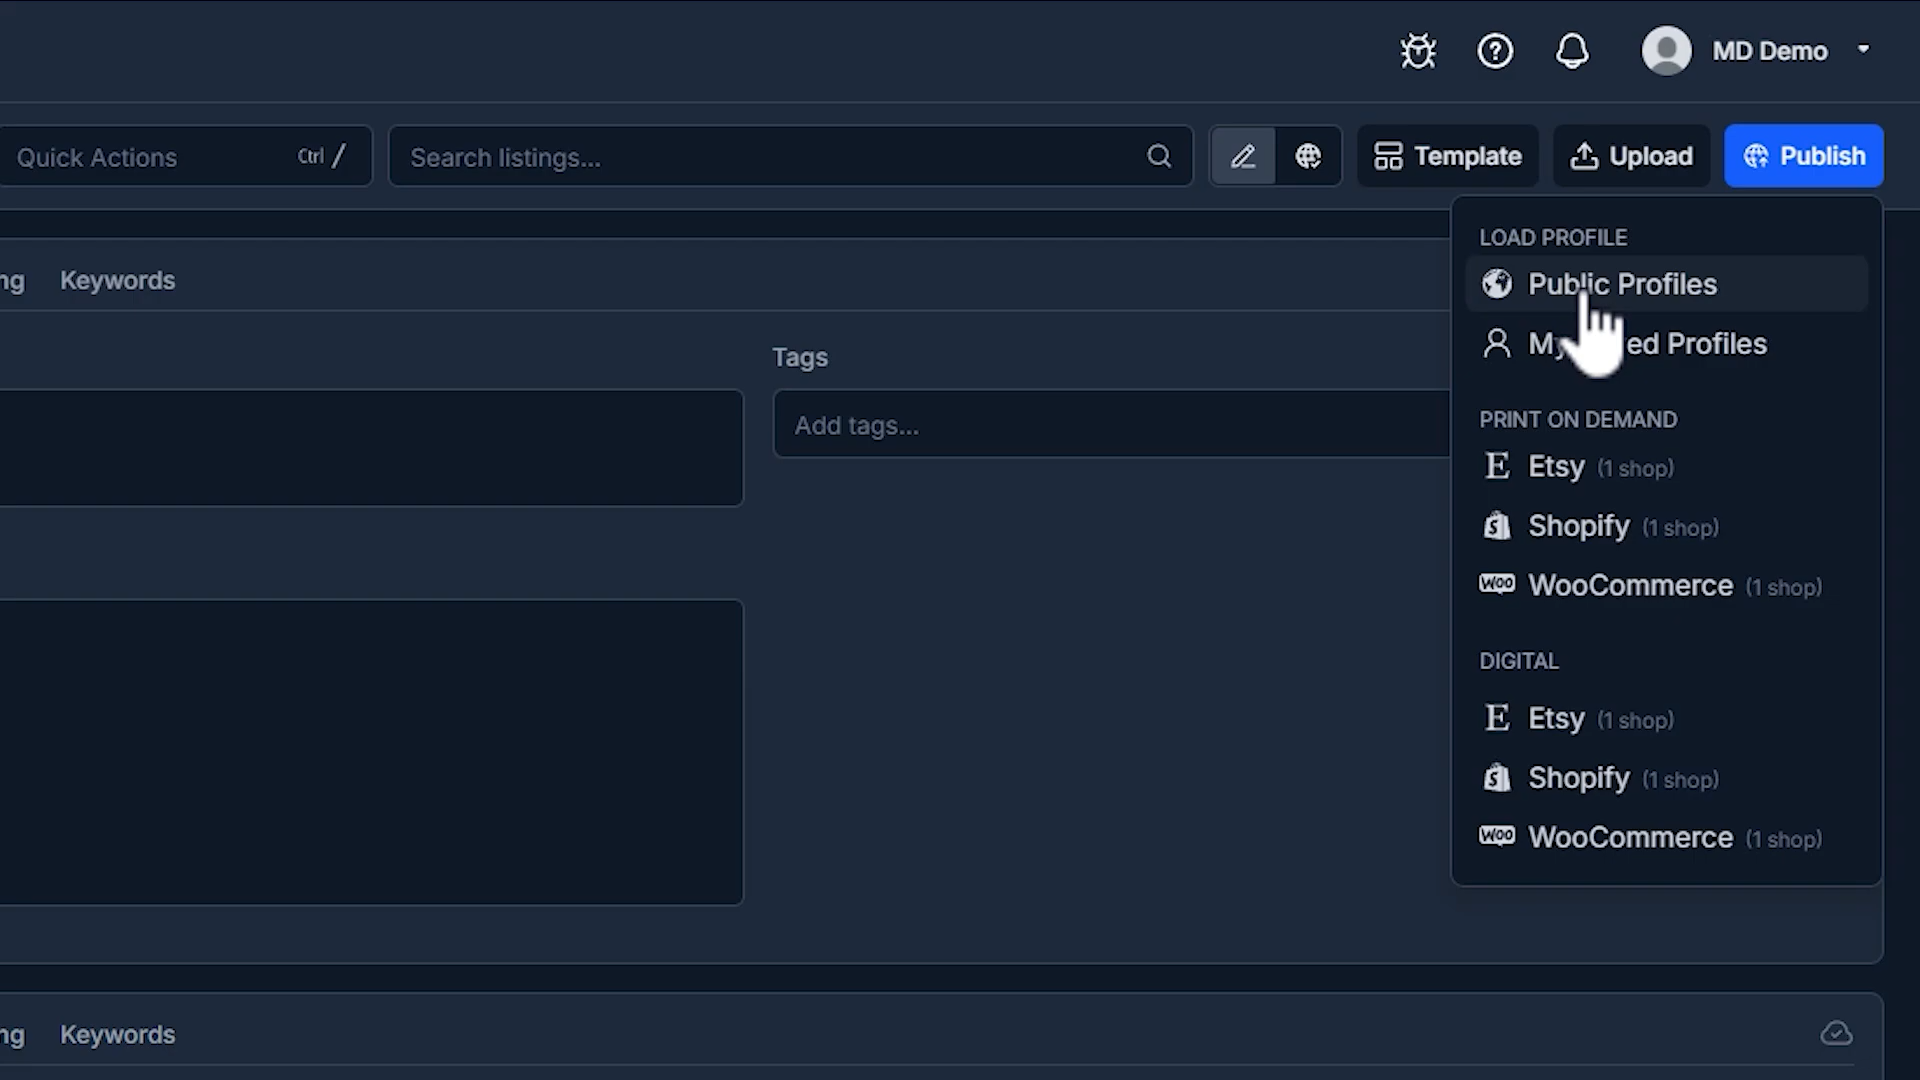 MD Demo
Quick Actions Ctrl /
Search listings...
Template
Upload
Publish
LOAD PROFILE
Public Profiles
ed Profiles
ng Keywords
Tags
Add tags...
PRINT ON DEMAND
Etsy (1 shop)
Shopify (1 shop)
WooCommerce (1 shop)
DIGITAL
Etsy (1 shop)
Shopify (1 shop)
WooCommerce (1 shop)
ng Keywords